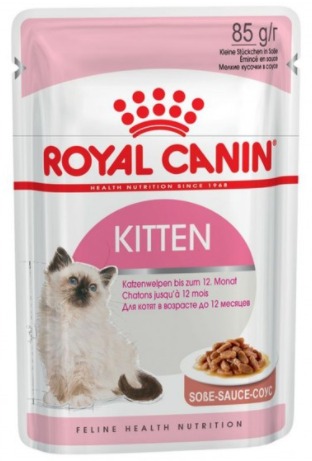 85 g/r
Kleine Stückchen in Soße
Émincé en sauce
Мелкие кусочки в соусе
ROYAL CANIN
HEALTH NUTRITION SINCE 1968
KITTEN
Katzenwelpen bis zum 12. Monat
Chatons jusqu'à 12 mois
Для котят в возрасте до 12 месяцев
SOßE-SAUCE-СОУС
FELINE HEALTH NUTRITION